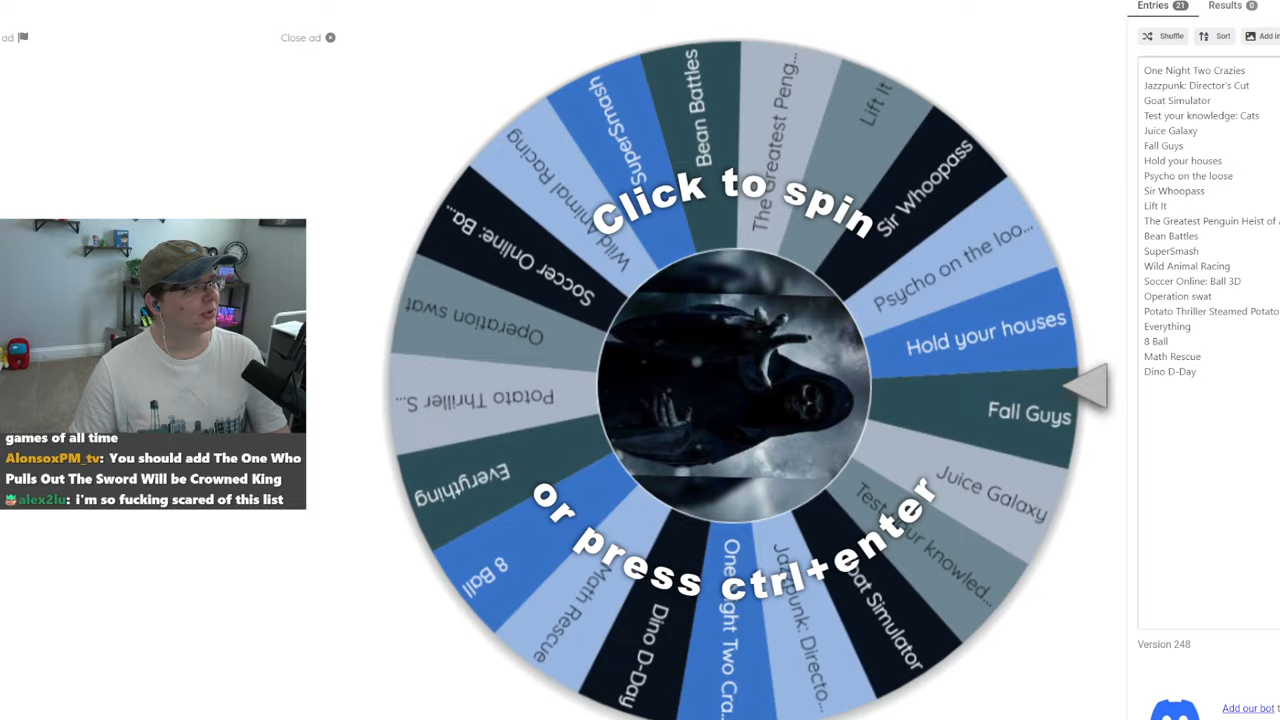 ad
Close ad
Entries 21
Results 0
Shuffle
Sort
Add im
One Night Two Crazies
Jazzpunk: Director's Cut
Goat Simulator
Test your knowledge: Cats
Juice Galaxy
Fall Guys
Hold your houses
Psycho on the loose
Sir Whoopass
Lift It
The Greatest Penguin Heist of
Bean Battles
SuperSmash
Wild Animal Racing
Soccer Online: Ball 3D
Operation swat
Potato Thriller Steamed Potato
Everything
8 Ball
Math Rescue
Dino D-Day
Version 248
Add our bot
Click to spin
or press ctrl+enter
Bean Battles
The Greatest Peng...
Lift It
Sir Whoopass
Psycho on the loo...
Hold your houses
Fall Guys
Juice Galaxy
Test your knowled...
Goat Simulator
Jazzpunk: Directo...
One Night Two Cra...
Dino D-Day
Math Rescue
8 Ball
Everything
Potato Thriller S...
Operation swat
Soccer Online: Ba...
Wild Animal Racing
SuperSmash
games of all time
AlonsoxPM_tv: You should add The One Who
Pulls Out The Sword Will be Crowned King
alex2lu: i'm so fucking scared of this list